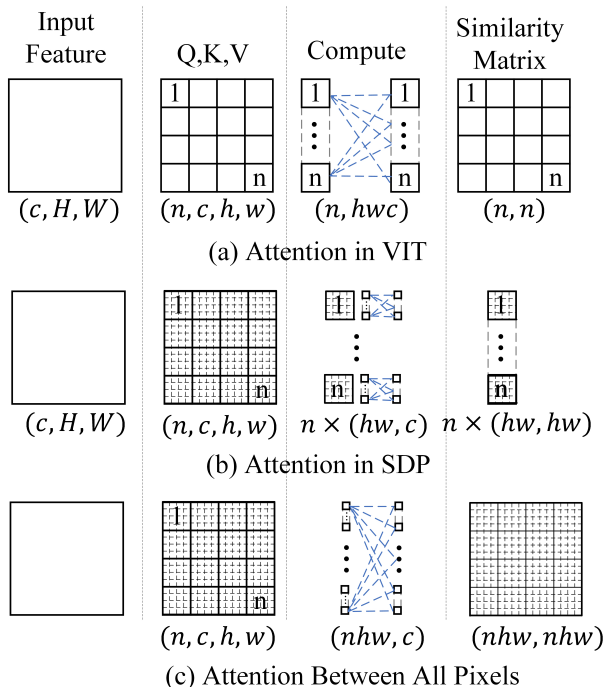 Input Feature
Q,K,V
Compute
Similarity Matrix
1
n
1
1
n
n
1
n
(c, H, W)
(n, c, h, w)
(n, hwc)
(n, n)
(a) Attention in VIT
1
n
1
n
1
n
(c, H, W)
(n, c, h, w)
n × (hw, c)
n × (hw, hw)
(b) Attention in SDP
1
n
(n, c, h, w)
(nhw, c)
(nhw, nhw)
(c) Attention Between All Pixels